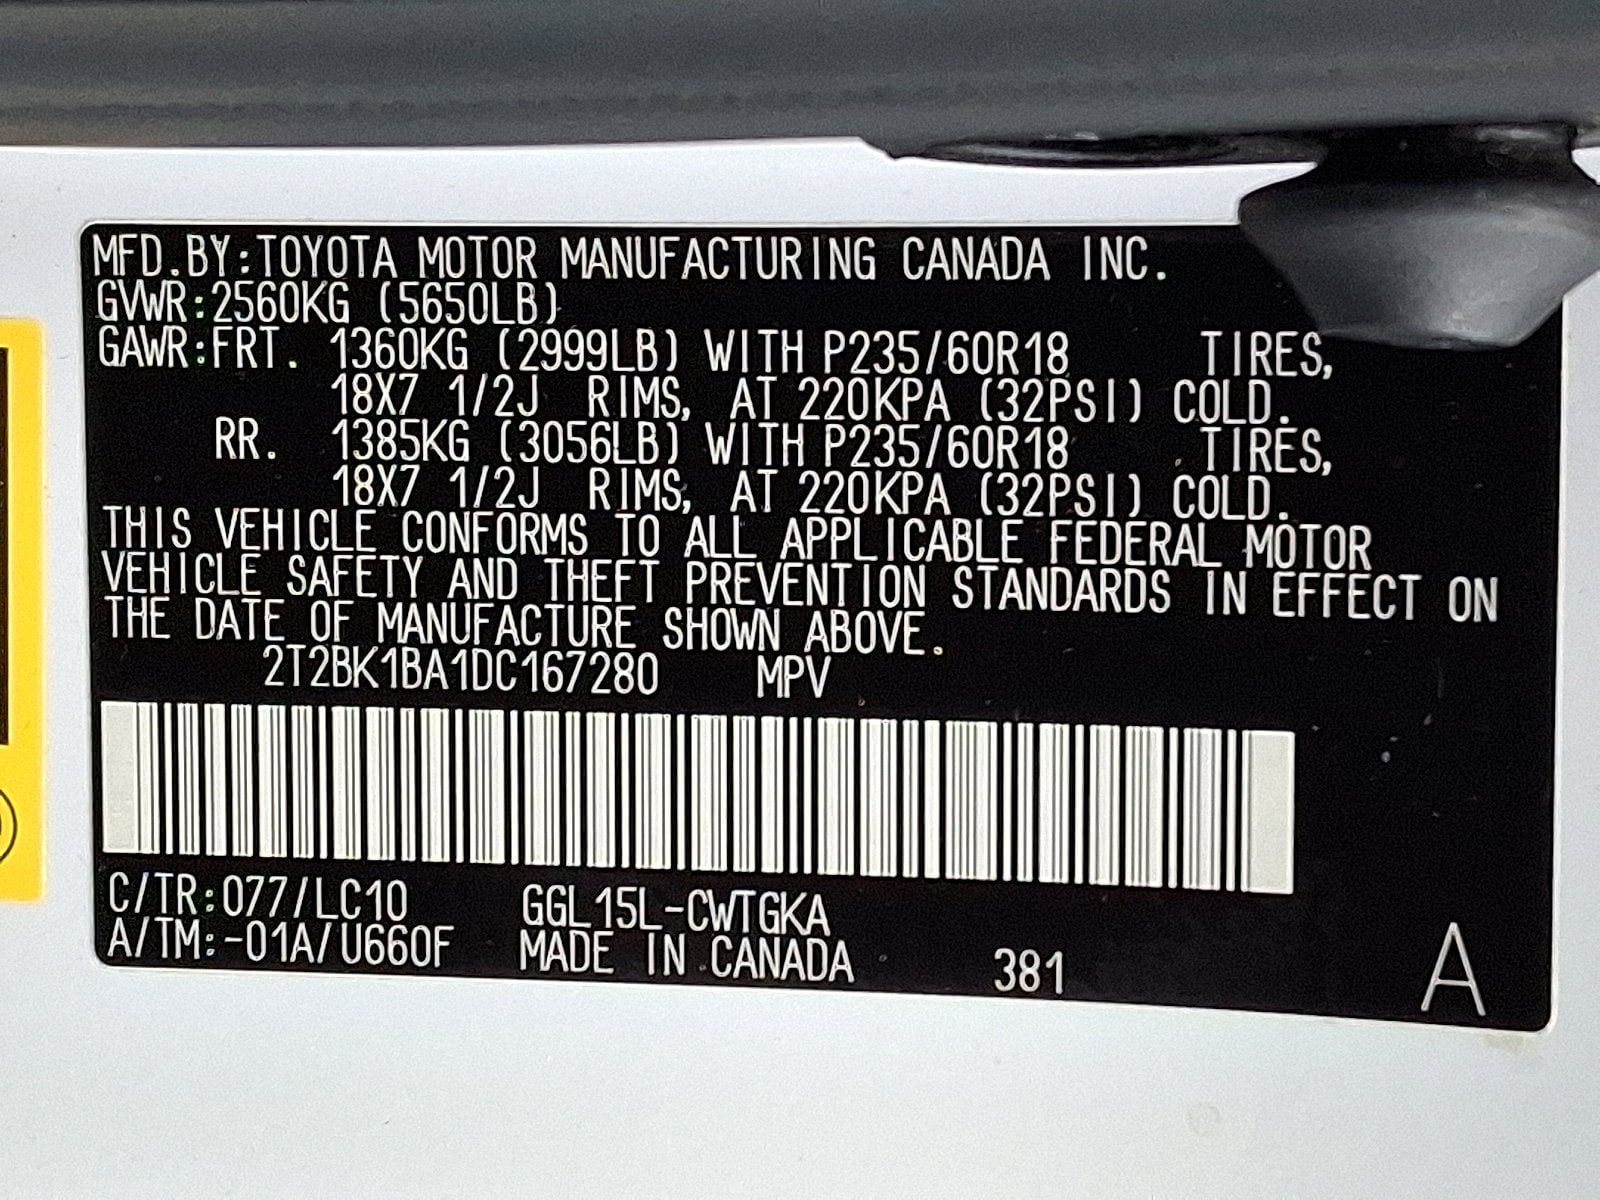 MFD.BY:TOYOTA MOTOR MANUFACTURING CANADA INC.
GVWR:2560KG (5650LB)
GAWR:FRT. 1360KG (2999LB) WITH P235/60R18 TIRES,
18X7 1/2J RIMS, AT 220KPA (32PSI) COLD.
RR. 1385KG (3056LB) WITH P235/60R18 TIRES,
18X7 1/2J RIMS, AT 220KPA (32PSI) COLD.
THIS VEHICLE CONFORMS TO ALL APPLICABLE FEDERAL MOTOR
VEHICLE SAFETY AND THEFT PREVENTION STANDARDS IN EFFECT ON
THE DATE OF MANUFACTURE SHOWN ABOVE.
2T2BK1BA1DC167280 MPV
C/TR:077/LC10 GGL15L-CWTGKA
A/TM:-01A/U660F MADE IN CANADA 381 A